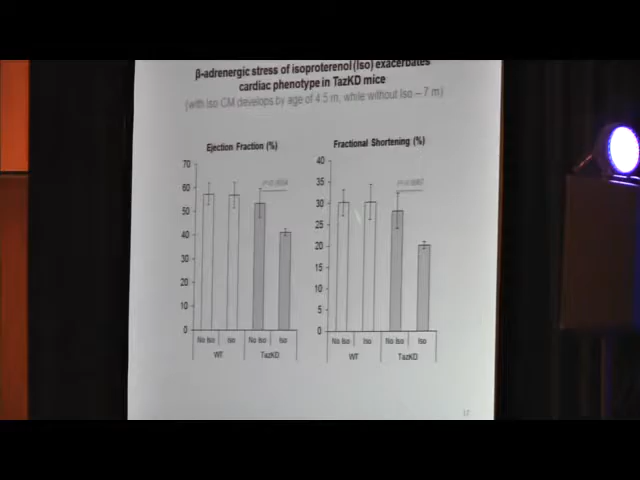 β-adrenergic stress of isoproterenol (Iso) exacerbates
cardiac phenotype in TazKD mice
(with Iso CM develops by age of 4.5 m, while without Iso – 7 m)
Ejection Fraction (%)
70
60
50
40
30
20
10
0
No Iso
Iso
No Iso
Iso
WT
TazKD
Fractional Shortening (%)
40
35
30
25
20
15
10
5
0
No Iso
Iso
No Iso
Iso
WT
TazKD
17